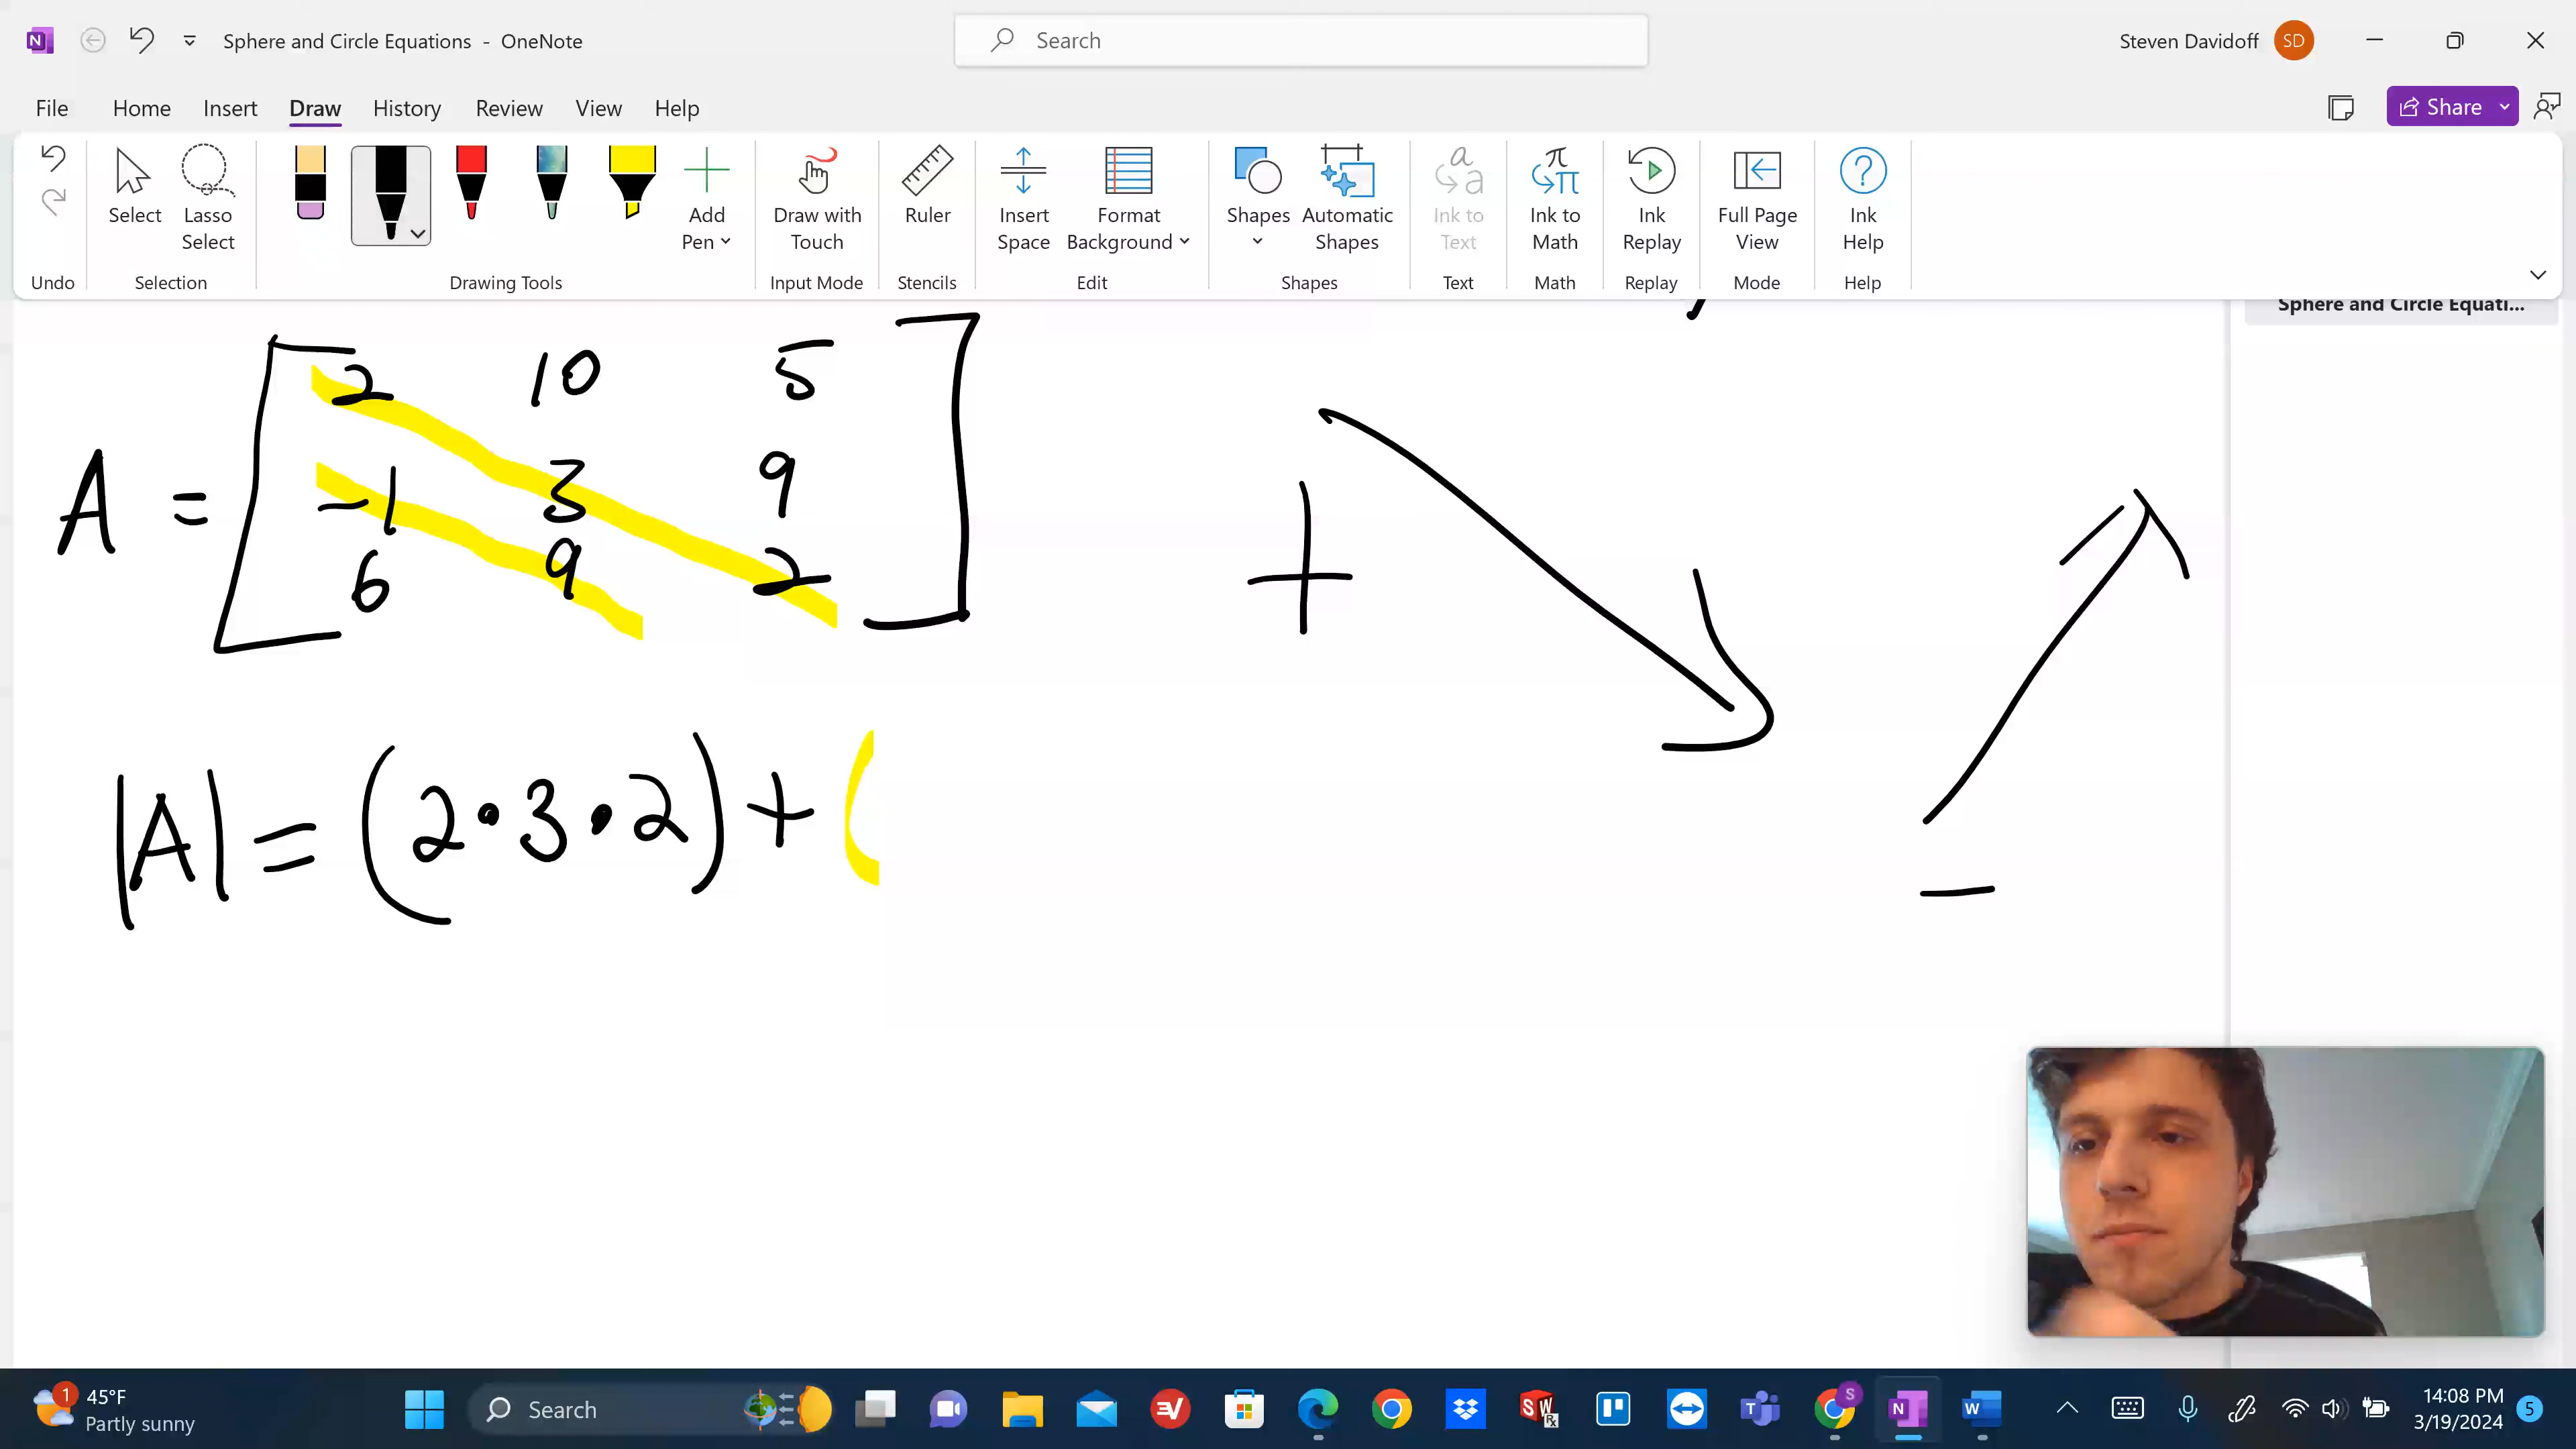 Sphere and Circle Equations - OneNote
Search
Steven Davidoff SD
File Home Insert Draw History Review View Help
Share
Select
Lasso Select
Add Pen
Draw with Touch
Ruler
Insert Space
Format Background
Shapes
Automatic Shapes
Ink to Text
Ink to Math
Ink Replay
Full Page View
Ink Help
Undo Selection Drawing Tools Input Mode Stencils Edit Shapes Text Math Replay Mode Help
Sphere and Circle Equati...
2 10 5
A = -1 3 9
6 9 2
+
|A| = (2·3·2) + (
-
1 45°F
Partly sunny
Search
14:08 PM
3/19/2024
5